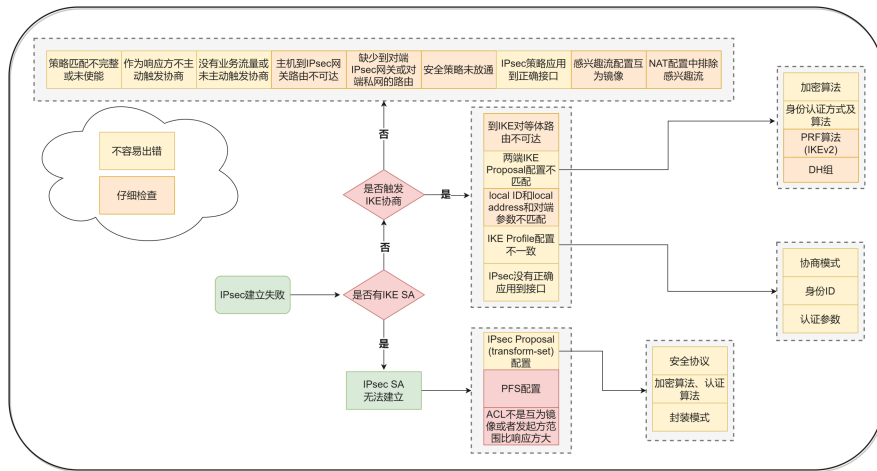 策略匹配不完整
或未使能
作为响应方不主
动触发协商
没有业务流量或
未主动触发协商
主机到IPsec网
关路由不可达
缺少到对端
IPsec网关或对
端私网的路由
安全策略未放通
IPsec策略应用
到正确接口
感兴趣流配置互
为镜像
NAT配置中排除
感兴趣流
不容易出错
仔细检查
否
是否触发
IKE协商
是
否
IPsec建立失败
是否有IKE SA
是
IPsec SA
无法建立
到IKE对等体路
由不可达
两端IKE
Proposal配置不
匹配
local ID和local
address和对端
参数不匹配
IKE Profile配置
不一致
IPsec没有正确
应用到接口
加密算法
身份认证方式及
算法
PRF算法
(IKEv2)
DH组
协商模式
身份ID
认证参数
IPsec Proposal
(transform-set)
配置
PFS配置
ACL不是互为镜
像或者发起方范
围比响应方大
安全协议
加密算法、认证
算法
封装模式